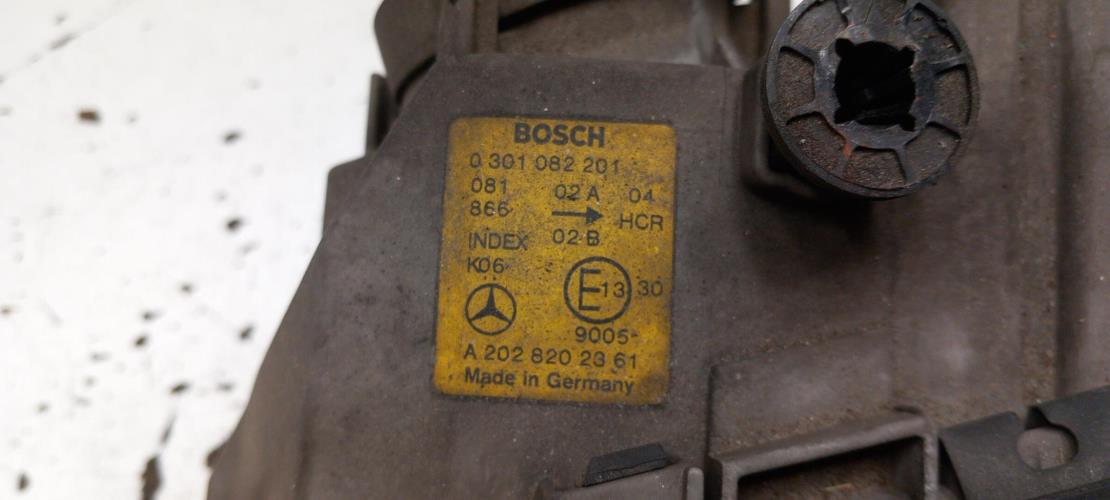 BOSCH
0 301 082 201
081 02 A 04
866 → HCR
INDEX 02 B
K06
E13 30
9005
A 202 820 23 61
Made in Germany